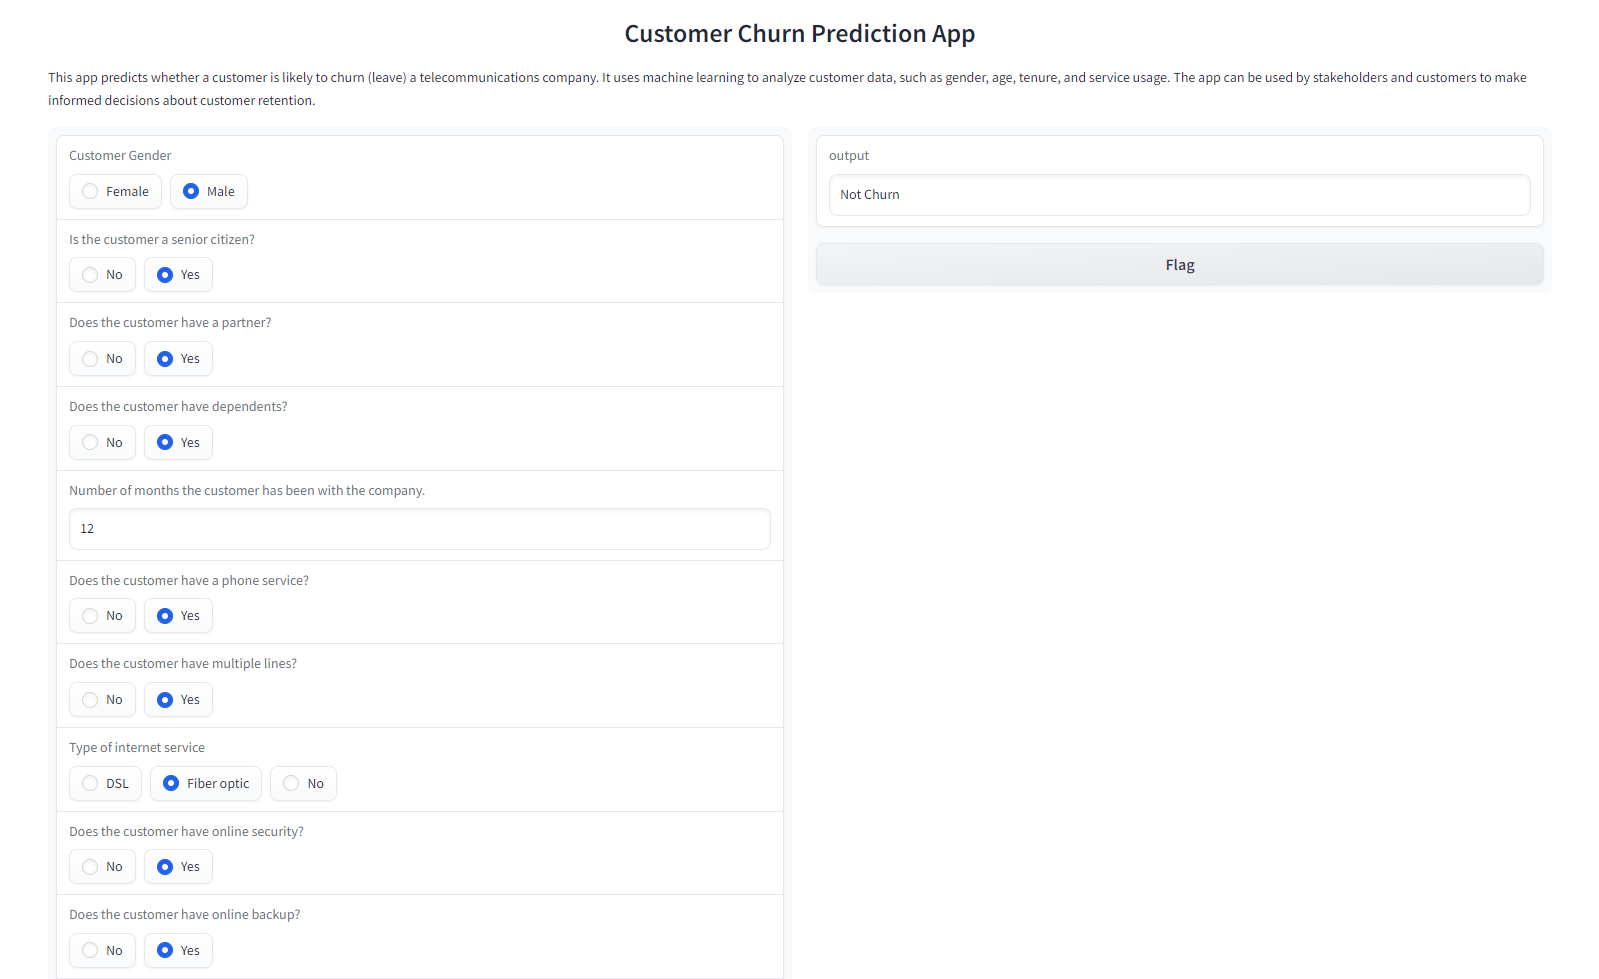 Customer Churn Prediction App
This app predicts whether a customer is likely to churn (leave) a telecommunications company. It uses machine learning to analyze customer data, such as gender, age, tenure, and service usage. The app can be used by stakeholders and customers to make
informed decisions about customer retention.
Customer Gender
Female Male
Is the customer a senior citizen?
No Yes
Does the customer have a partner?
No Yes
Does the customer have dependents?
No Yes
Number of months the customer has been with the company.
12
Does the customer have a phone service?
No Yes
Does the customer have multiple lines?
No Yes
Type of internet service
DSL Fiber optic No
Does the customer have online security?
No Yes
Does the customer have online backup?
No Yes
output
Not Churn
Flag